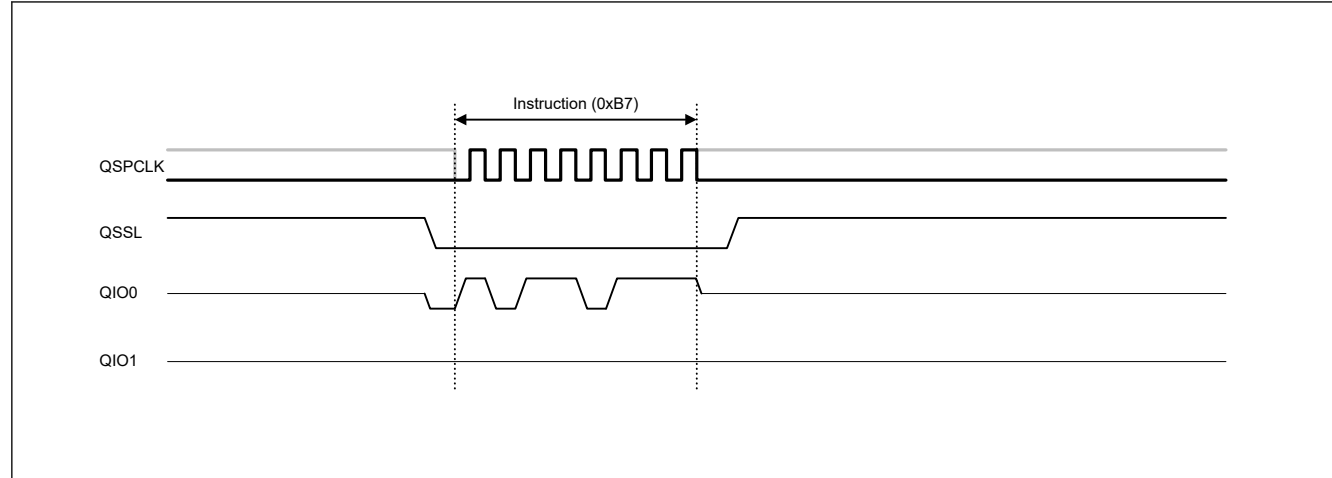 Instruction (0xB7)
QSPCLK
QSSL
QIO0
QIO1